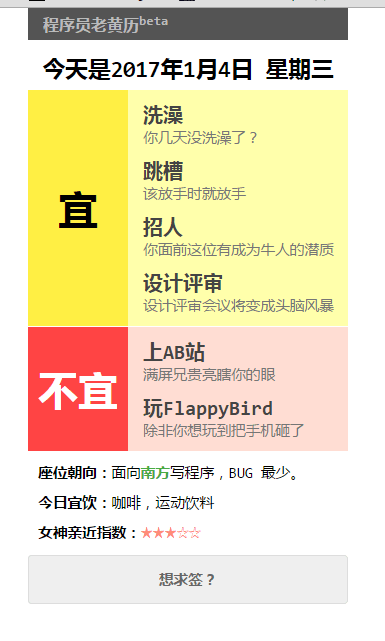 程序员老黄历beta
今天是2017年1月4日 星期三
宜
洗澡
你几天没洗澡了？
跳槽
该放手时就放手
招人
你面前这位有成为牛人的潜质
设计评审
设计评审会议将变成头脑风暴
不宜
上AB站
满屏兄贵亮瞎你的眼
玩FlappyBird
除非你想玩到把手机砸了
座位朝向：面向南方写程序，BUG 最少。
今日宜饮：咖啡，运动饮料
女神亲近指数：★★★☆☆
想求签？